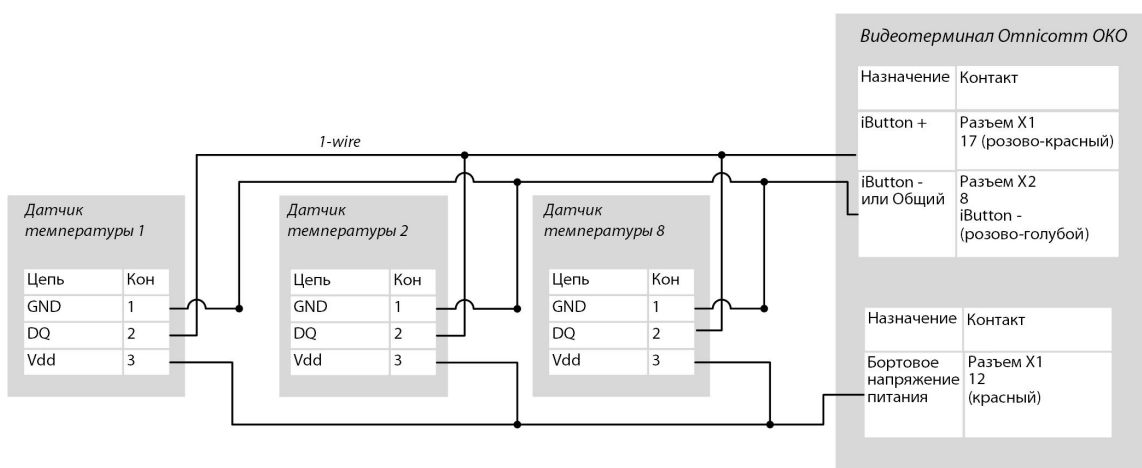 Видеотерминал Omnicomm ОКО
Назначение Контакт
iButton + Разъем X1
17 (розово-красный)
iButton - Разъем X2
или Общий 8
iButton -
(розово-голубой)
1-wire
Датчик
температуры 1
Цепь Кон
GND 1
DQ 2
Vdd 3
Датчик
температуры 2
Цепь Кон
GND 1
DQ 2
Vdd 3
Датчик
температуры 8
Цепь Кон
GND 1
DQ 2
Vdd 3
Назначение Контакт
Бортовое Разъем X1
напряжение 12
питания (красный)